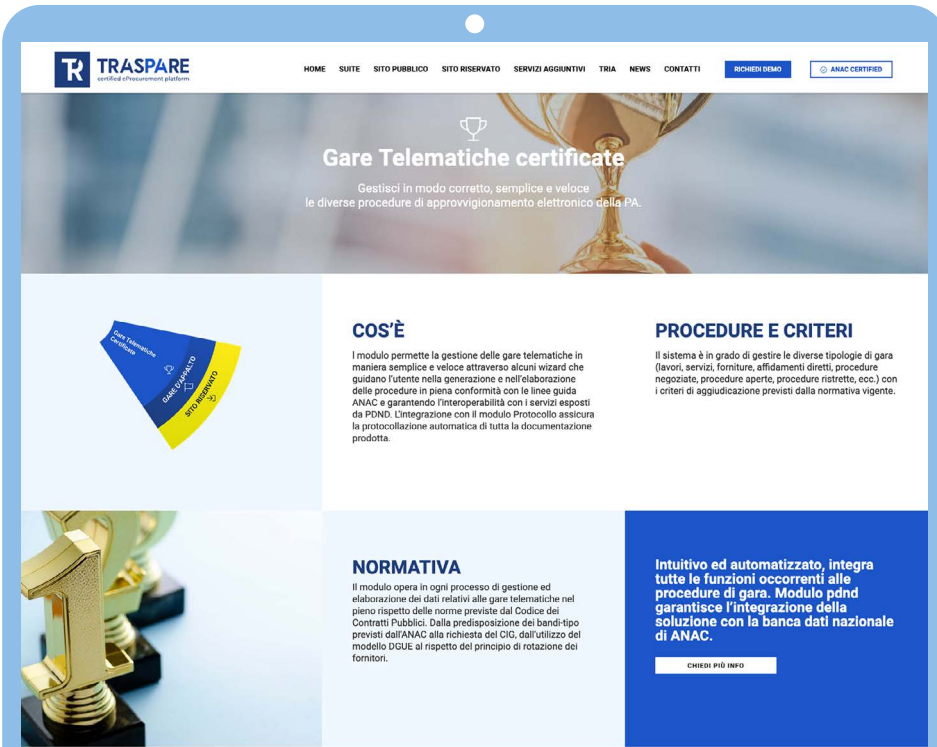 TRASPARE
certified eProcurement platform
HOME SUITE SITO PUBBLICO SITO RISERVATO SERVIZI AGGIUNTIVI TRIA NEWS CONTATTI RICHIEDI DEMO ANAC CERTIFIED
Gare Telematiche certificate
Gestisci in modo corretto, semplice e veloce
le diverse procedure di approvvigionamento elettronico della PA.
Gare Telematiche
Certificate
GARE D'APPALTO
SITO RISERVATO
COS'È
I modulo permette la gestione delle gare telematiche in
maniera semplice e veloce attraverso alcuni wizard che
guidano l'utente nella generazione e nell'elaborazione
delle procedure in piena conformità con le linee guida
ANAC e garantendo l'interoperabilità con i servizi esposti
da PDND. L'integrazione con il modulo Protocollo assicura
la protocollazione automatica di tutta la documentazione
prodotta.
PROCEDURE E CRITERI
Il sistema è in grado di gestire le diverse tipologie di gara
(lavori, servizi, forniture, affidamenti diretti, procedure
negoziate, procedure aperte, procedure ristrette, ecc.) con
i criteri di aggiudicazione previsti dalla normativa vigente.
1
NORMATIVA
Il modulo opera in ogni processo di gestione ed
elaborazione dei dati relativi alle gare telematiche nel
pieno rispetto delle norme previste dal Codice dei
Contratti Pubblici. Dalla predisposizione dei bandi-tipo
previsti dall'ANAC alla richiesta del CIG, dall'utilizzo del
modello DGUE al rispetto del principio di rotazione dei
fornitori.
Intuitivo ed automatizzato, integra
tutte le funzioni occorrenti alle
procedure di gara. Modulo pdnd
garantisce l'integrazione della
soluzione con la banca dati nazionale
di ANAC.
CHIEDI PIÙ INFO